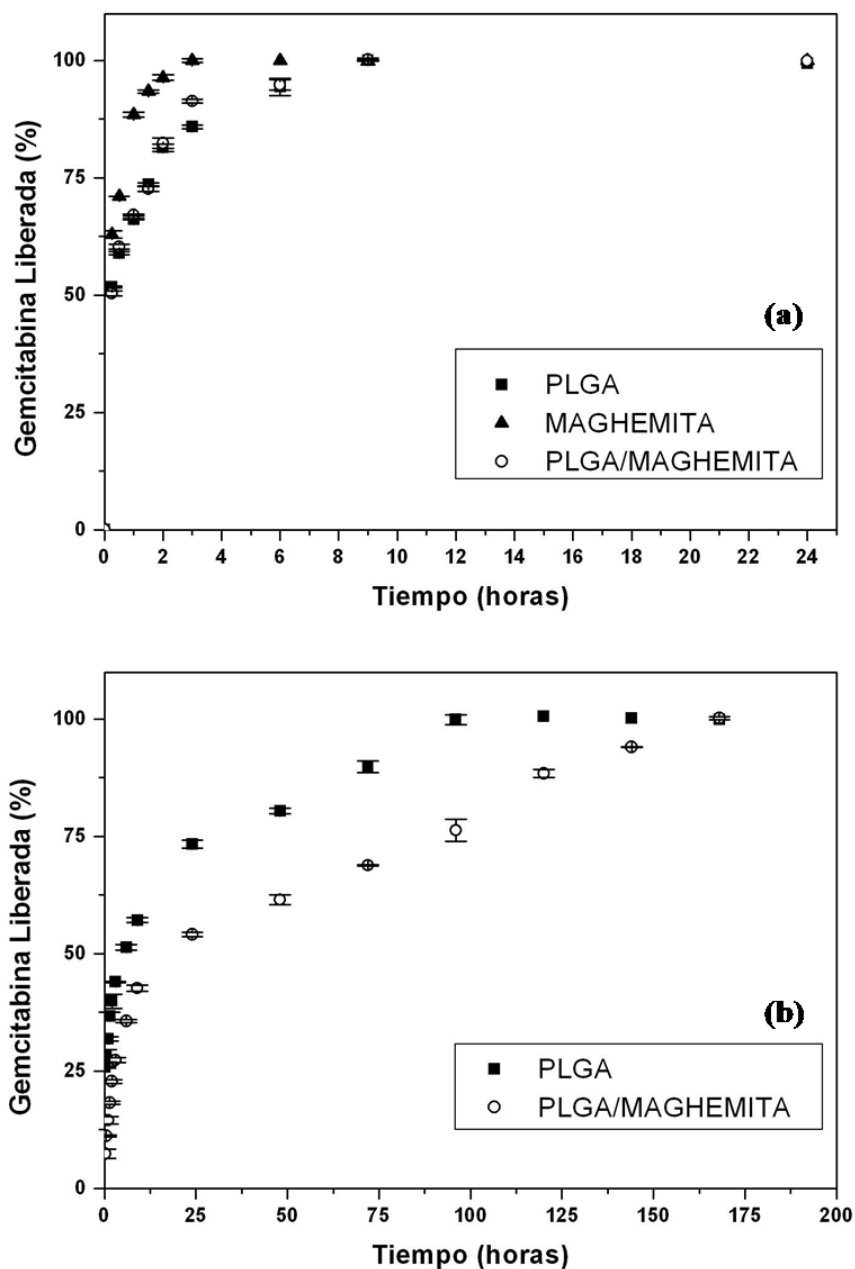 Gemcitabina Liberada (%)
100
75
50
25
0
(a)
PLGA
MAGHEMITA
PLGA/MAGHEMITA
0 2 4 6 8 10 12 14 16 18 20 22 24
Tiempo (horas)
Gemcitabina Liberada (%)
100
75
50
25
0
(b)
PLGA
PLGA/MAGHEMITA
0 25 50 75 100 125 150 175 200
Tiempo (horas)